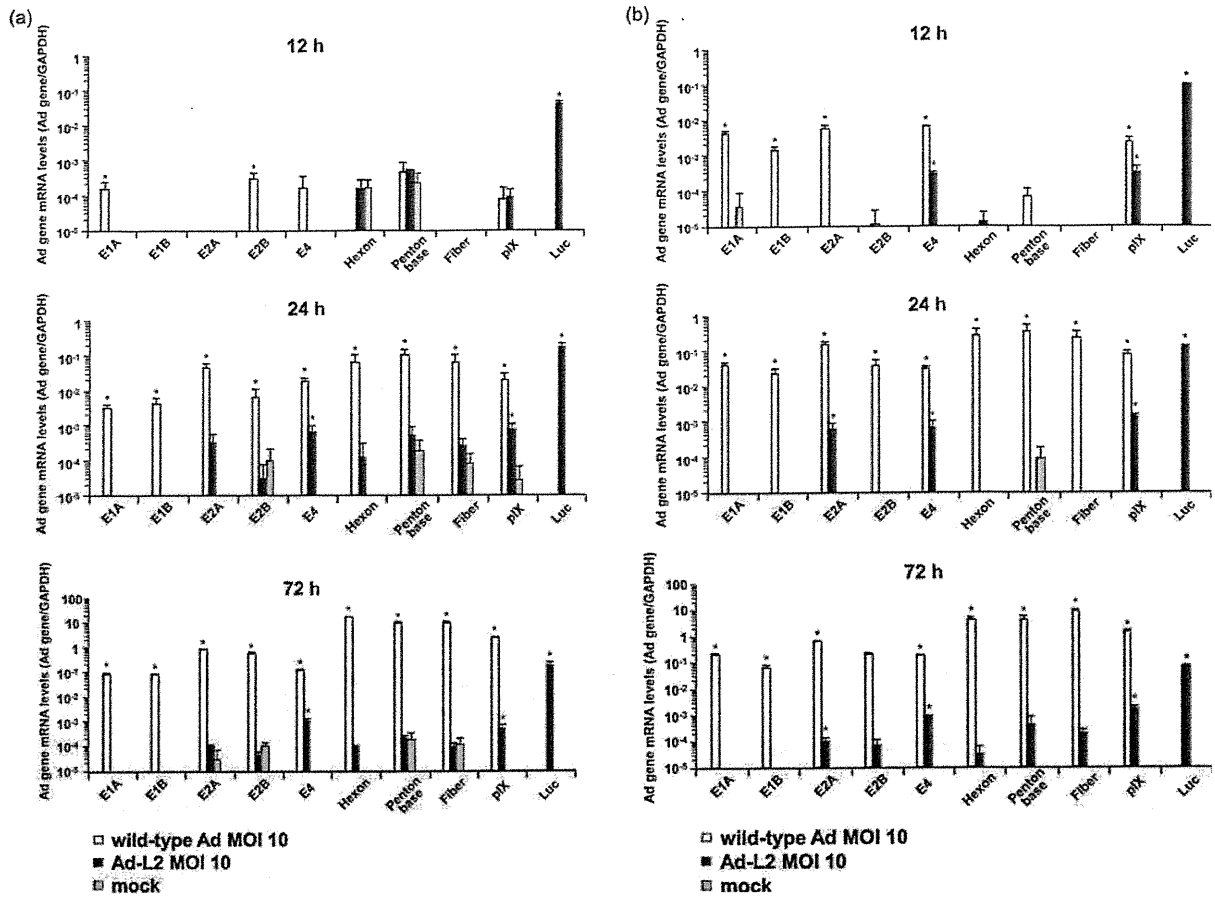 (a)
12 h
Ad gene mRNA levels (Ad gene/GAPDH)
1
10-1
10-2
10-3
10-4
10-5
* * *
E1A E1B E2A E2B E4 Hexon Penton base Fiber pIX Luc
24 h
Ad gene mRNA levels (Ad gene/GAPDH)
1
10-1
10-2
10-3
10-4
10-5
* * * * * * * * * * * *
E1A E1B E2A E2B E4 Hexon Penton base Fiber pIX Luc
72 h
Ad gene mRNA levels (Ad gene/GAPDH)
100
10
1
10-1
10-2
10-3
10-4
10-5
* * * * * * * * * * * *
E1A E1B E2A E2B E4 Hexon Penton base Fiber pIX Luc
wild-type Ad MOI 10
Ad-L2 MOI 10
mock
(b)
12 h
Ad gene mRNA levels (Ad gene/GAPDH)
1
10-1
10-2
10-3
10-4
10-5
* * * * * * * *
E1A E1B E2A E2B E4 Hexon Penton base Fiber pIX Luc
24 h
Ad gene mRNA levels (Ad gene/GAPDH)
1
10-1
10-2
10-3
10-4
10-5
* * * * * * * * * * * * *
E1A E1B E2A E2B E4 Hexon Penton base Fiber pIX Luc
72 h
Ad gene mRNA levels (Ad gene/GAPDH)
100
10
1
10-1
10-2
10-3
10-4
10-5
* * * * * * * * * * * *
E1A E1B E2A E2B E4 Hexon Penton base Fiber pIX Luc
wild-type Ad MOI 10
Ad-L2 MOI 10
mock